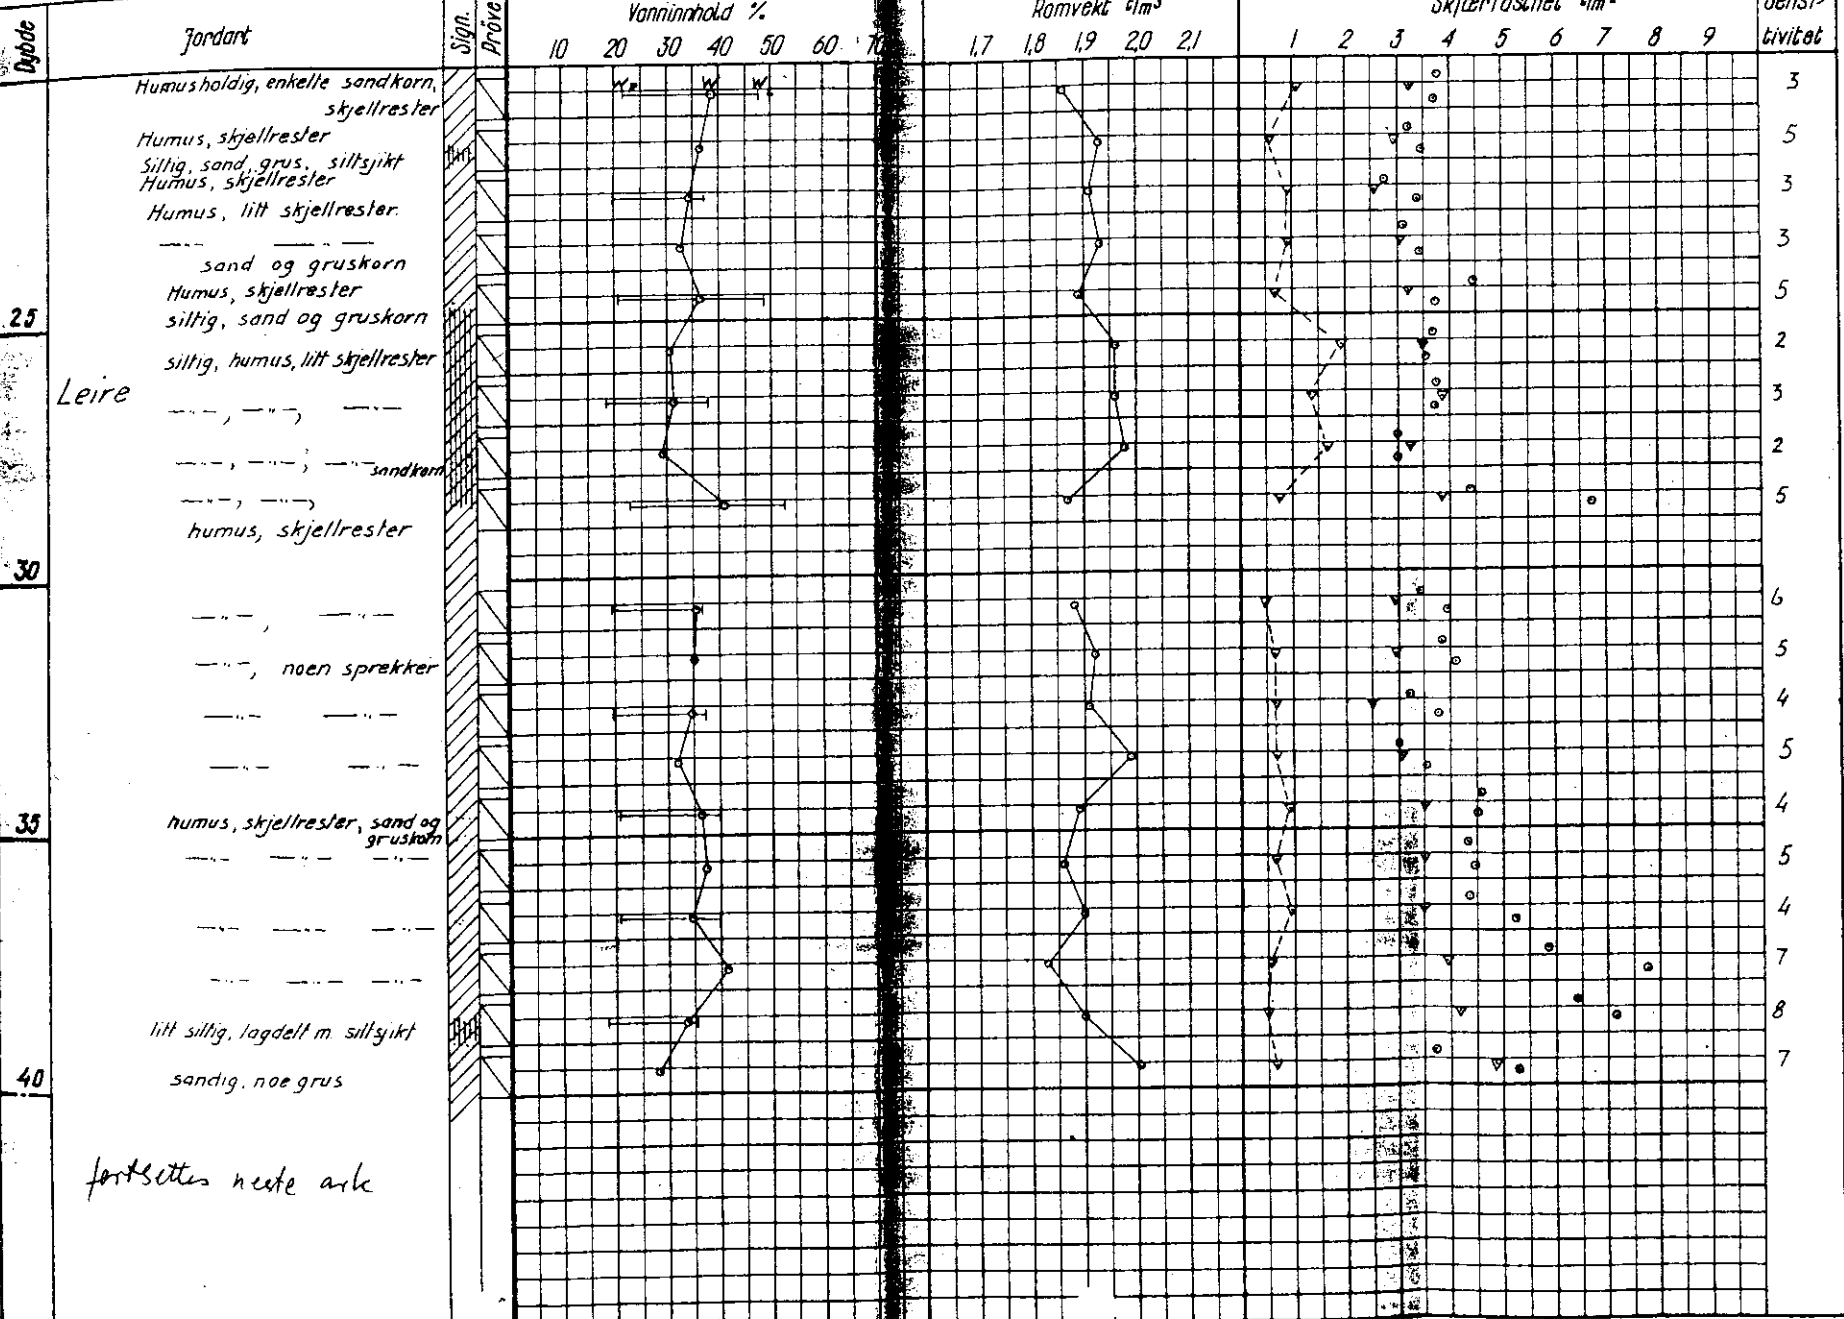 Dybde Jordart Sign. Prøve Vanninnhold % Romvekt t/m³ Skjærfasthet t/m²
10 20 30 40 50 60 70 1,7 1,8 1,9 2,0 2,1 1 2 3 4 5 6 7 8 9 tivitet
Humusholdig, enkelte sandkorn, W W 3
skjellrester
Humus, skjellrester 5
Siltig, sand, grus, siltsjikt
Humus, skjellrester 3
Humus, litt skjellrester.
—"— —"— 3
sand og gruskorn
Humus, skjellrester 5
25 siltig, sand og gruskorn
2
siltig, humus, litt skjellrester
Leire
—"—, —"—, —"— 3
—"—, —"—, —"— sandkorn 2
—"—, —"—, 5
humus, skjellrester
30
—"—, —"— 6
—"—, noen sprekker 5
—"— —"— 4
—"— —"— 5
35 humus, skjellrester, sand og 4
gruskorn
—"— —"— —"— 5
—"— —"— —"— 4
—"— —"— —"— 7
litt siltig, lagdelt m. siltsjikt 8
40 sandig, noe grus 7
fortsettes neste ark